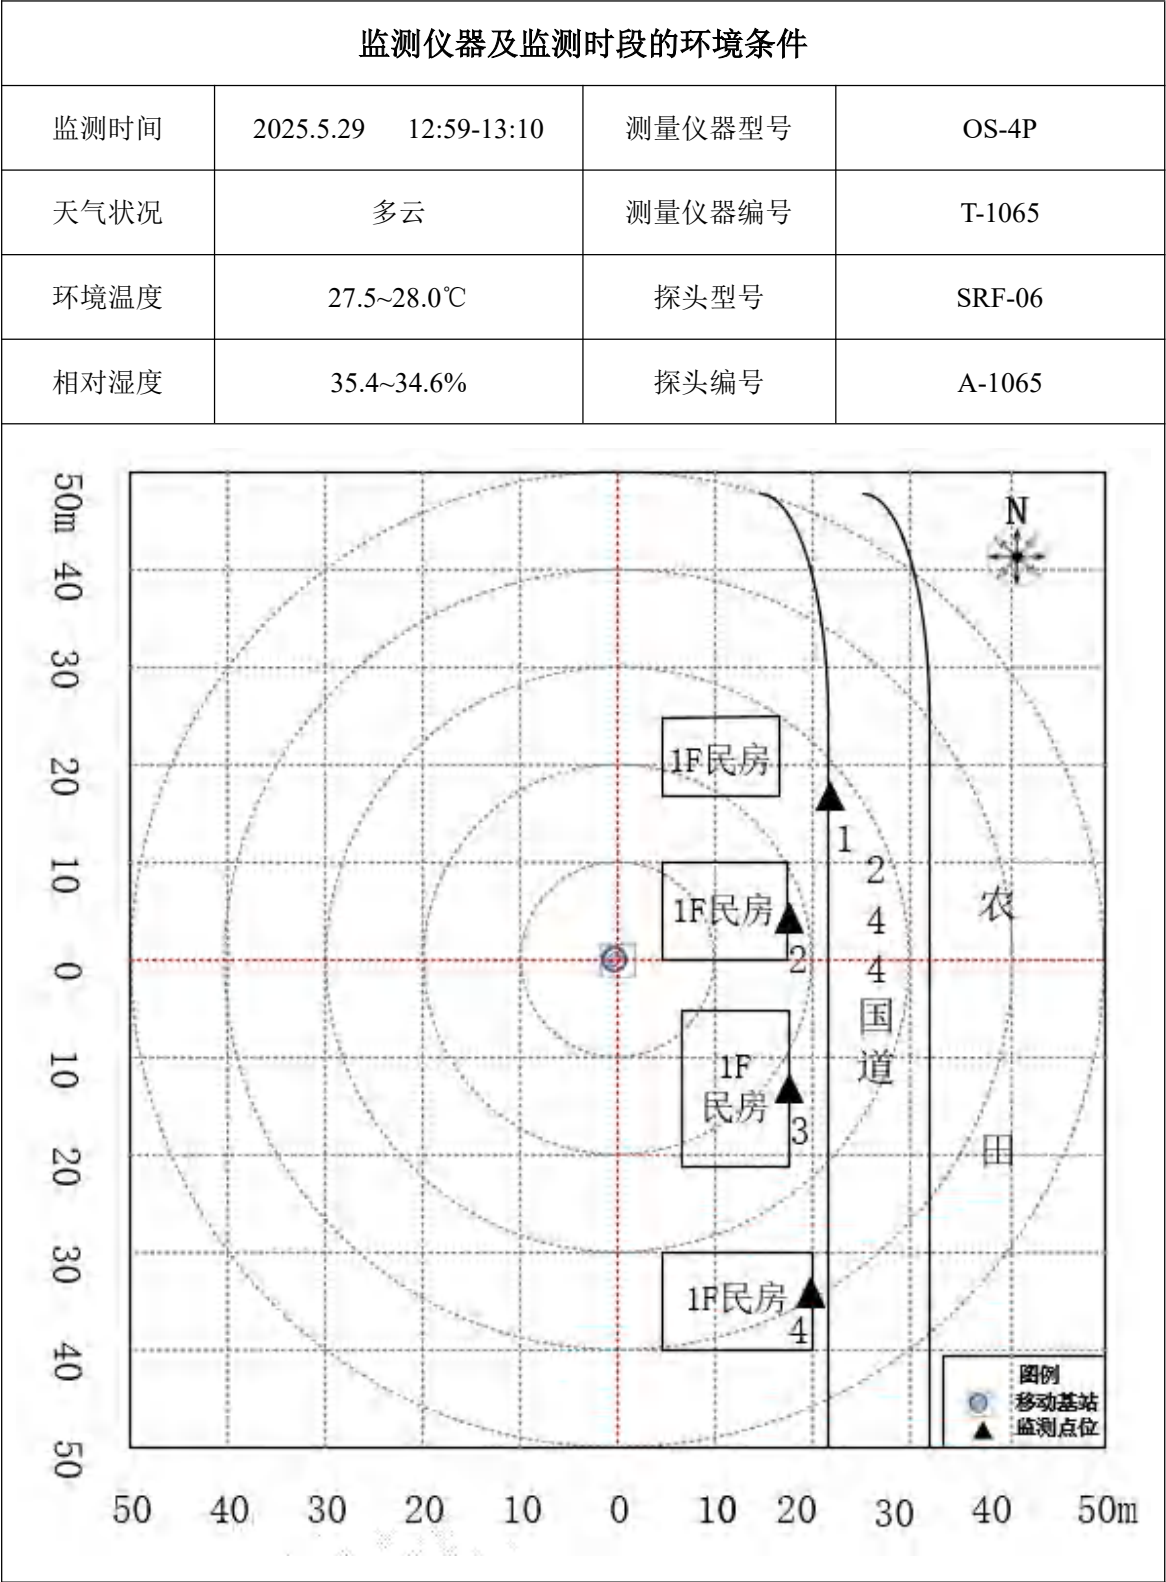 监测仪器及监测时段的环境条件
监测时间 2025.5.29 12:59-13:10 测量仪器型号 OS-4P
天气状况 多云 测量仪器编号 T-1065
环境温度 27.5~28.0℃ 探头型号 SRF-06
相对湿度 35.4~34.6% 探头编号 A-1065
50m
40
30
20
10
0
10
20
30
40
50
N
1F民房
1
1F民房
2
244国道
农田
1F
民房
3
1F民房
4
图例
移动基站
监测点位
50 40 30 20 10 0 10 20 30 40 50m